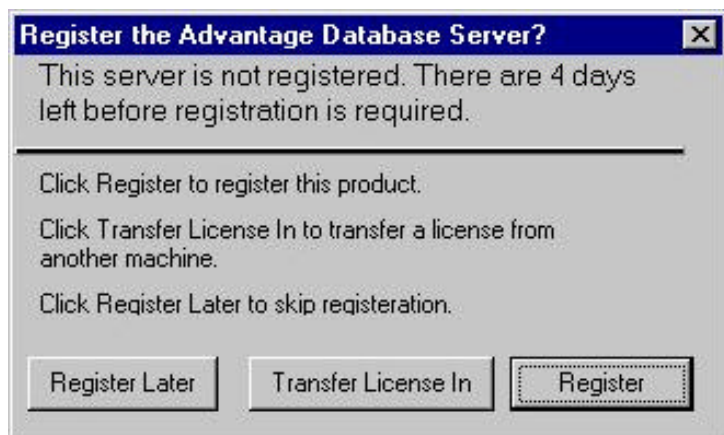 Register the Advantage Database Server?
This server is not registered. There are 4 days
left before registration is required.
Click Register to register this product.
Click Transfer License In to transfer a license from
another machine.
Click Register Later to skip registeration.
Register Later
Transfer License In
Register